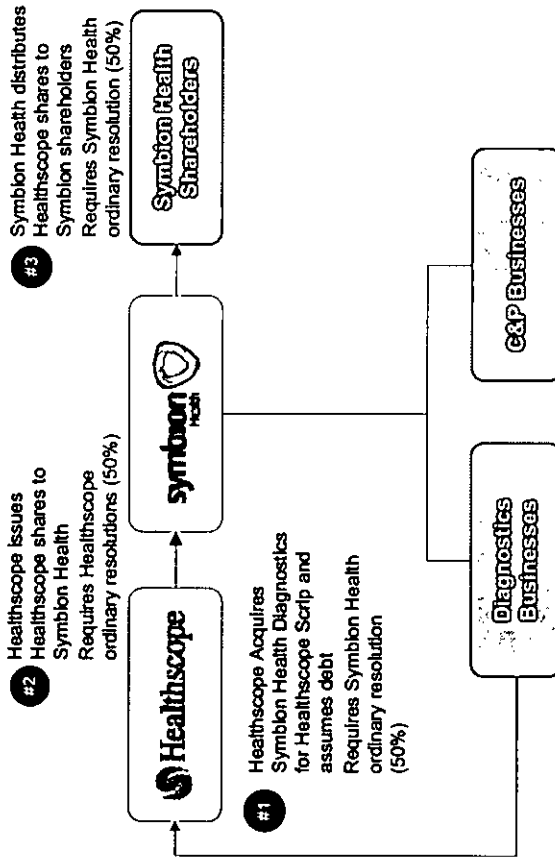 #2
Healthscope Issues
Healthscope shares to
Symbion Health
Requires Healthscope
ordinary resolutions (50%)
#3
Symbion Health distributes
Healthscope shares to
Symbion shareholders
Requires Symbion Health
ordinary resolution (50%)
Healthscope
symbion
Health
Symbion Health
Shareholders
#1
Healthscope Acquires
Symbion Health Diagnostics
for Healthscope Scrip and
assumes debt
Requires Symbion Health
ordinary resolution
(50%)
Diagnostics
Businesses
C&P Businesses